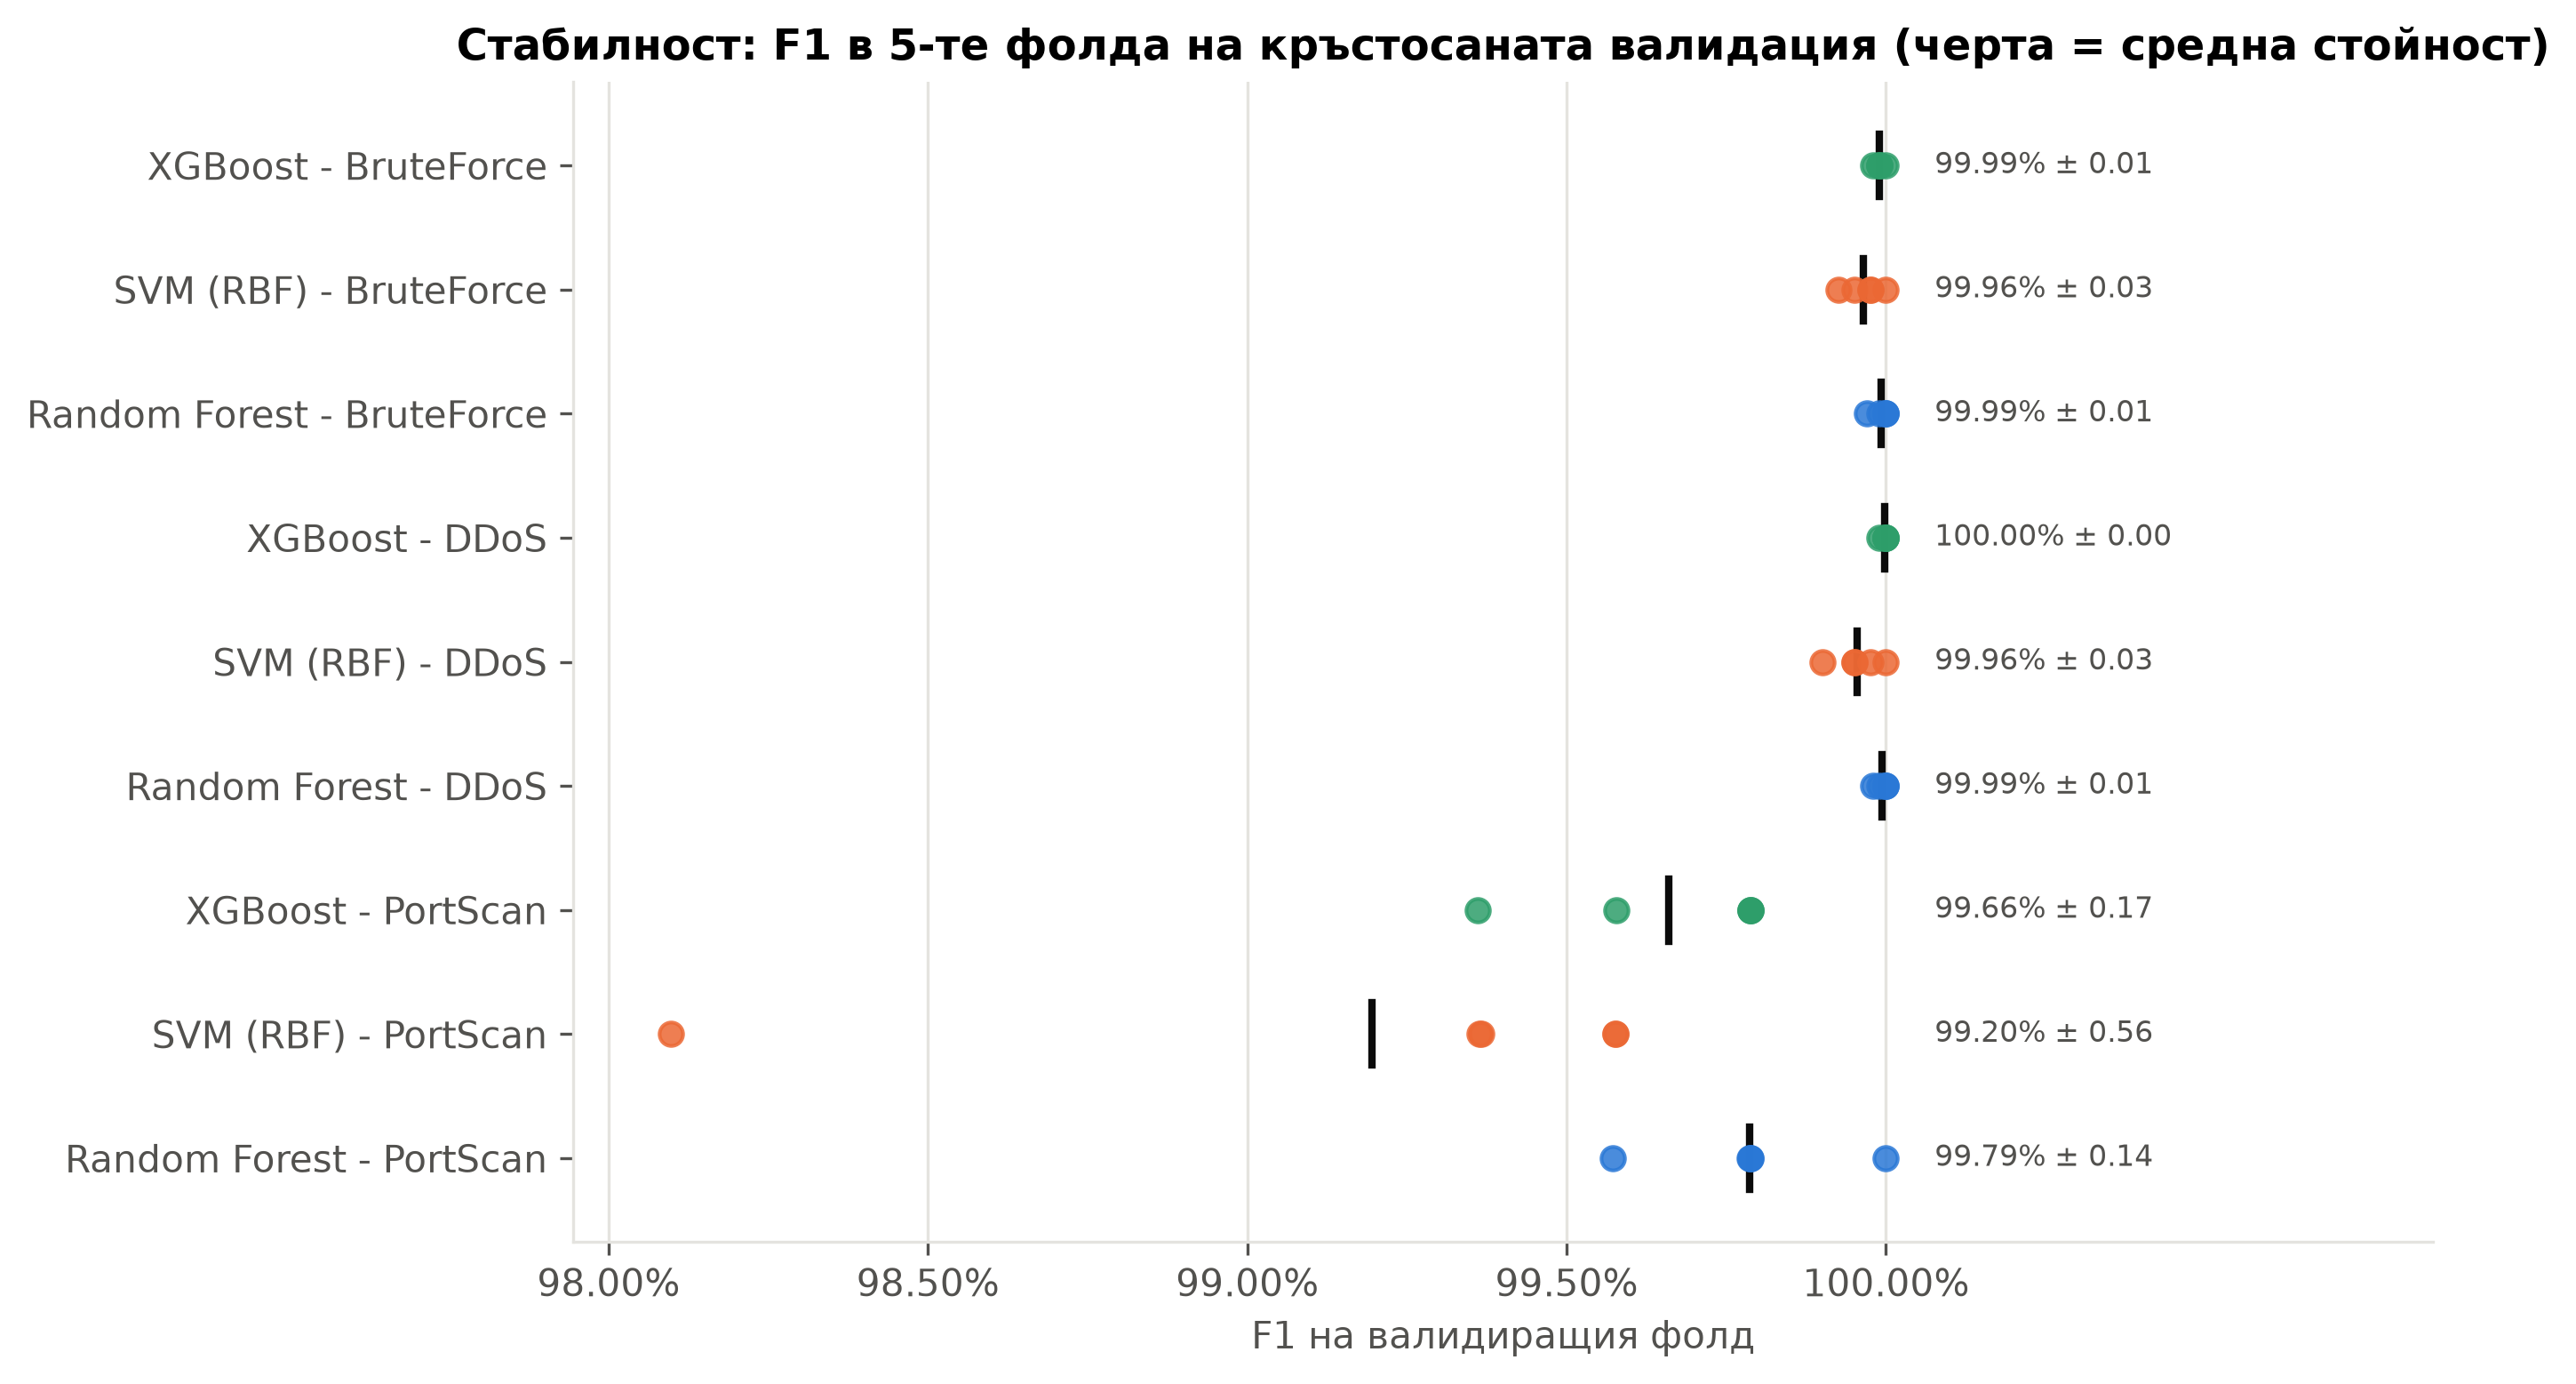 Стабилност: F1 в 5-те фолда на кръстосаната валидация (черта = средна стойност)
XGBoost - BruteForce 99.99% ± 0.01
SVM (RBF) - BruteForce 99.96% ± 0.03
Random Forest - BruteForce 99.99% ± 0.01
XGBoost - DDoS 100.00% ± 0.00
SVM (RBF) - DDoS 99.96% ± 0.03
Random Forest - DDoS 99.99% ± 0.01
XGBoost - PortScan 99.66% ± 0.17
SVM (RBF) - PortScan 99.20% ± 0.56
Random Forest - PortScan 99.79% ± 0.14
98.00% 98.50% 99.00% 99.50% 100.00%
F1 на валидиращия фолд